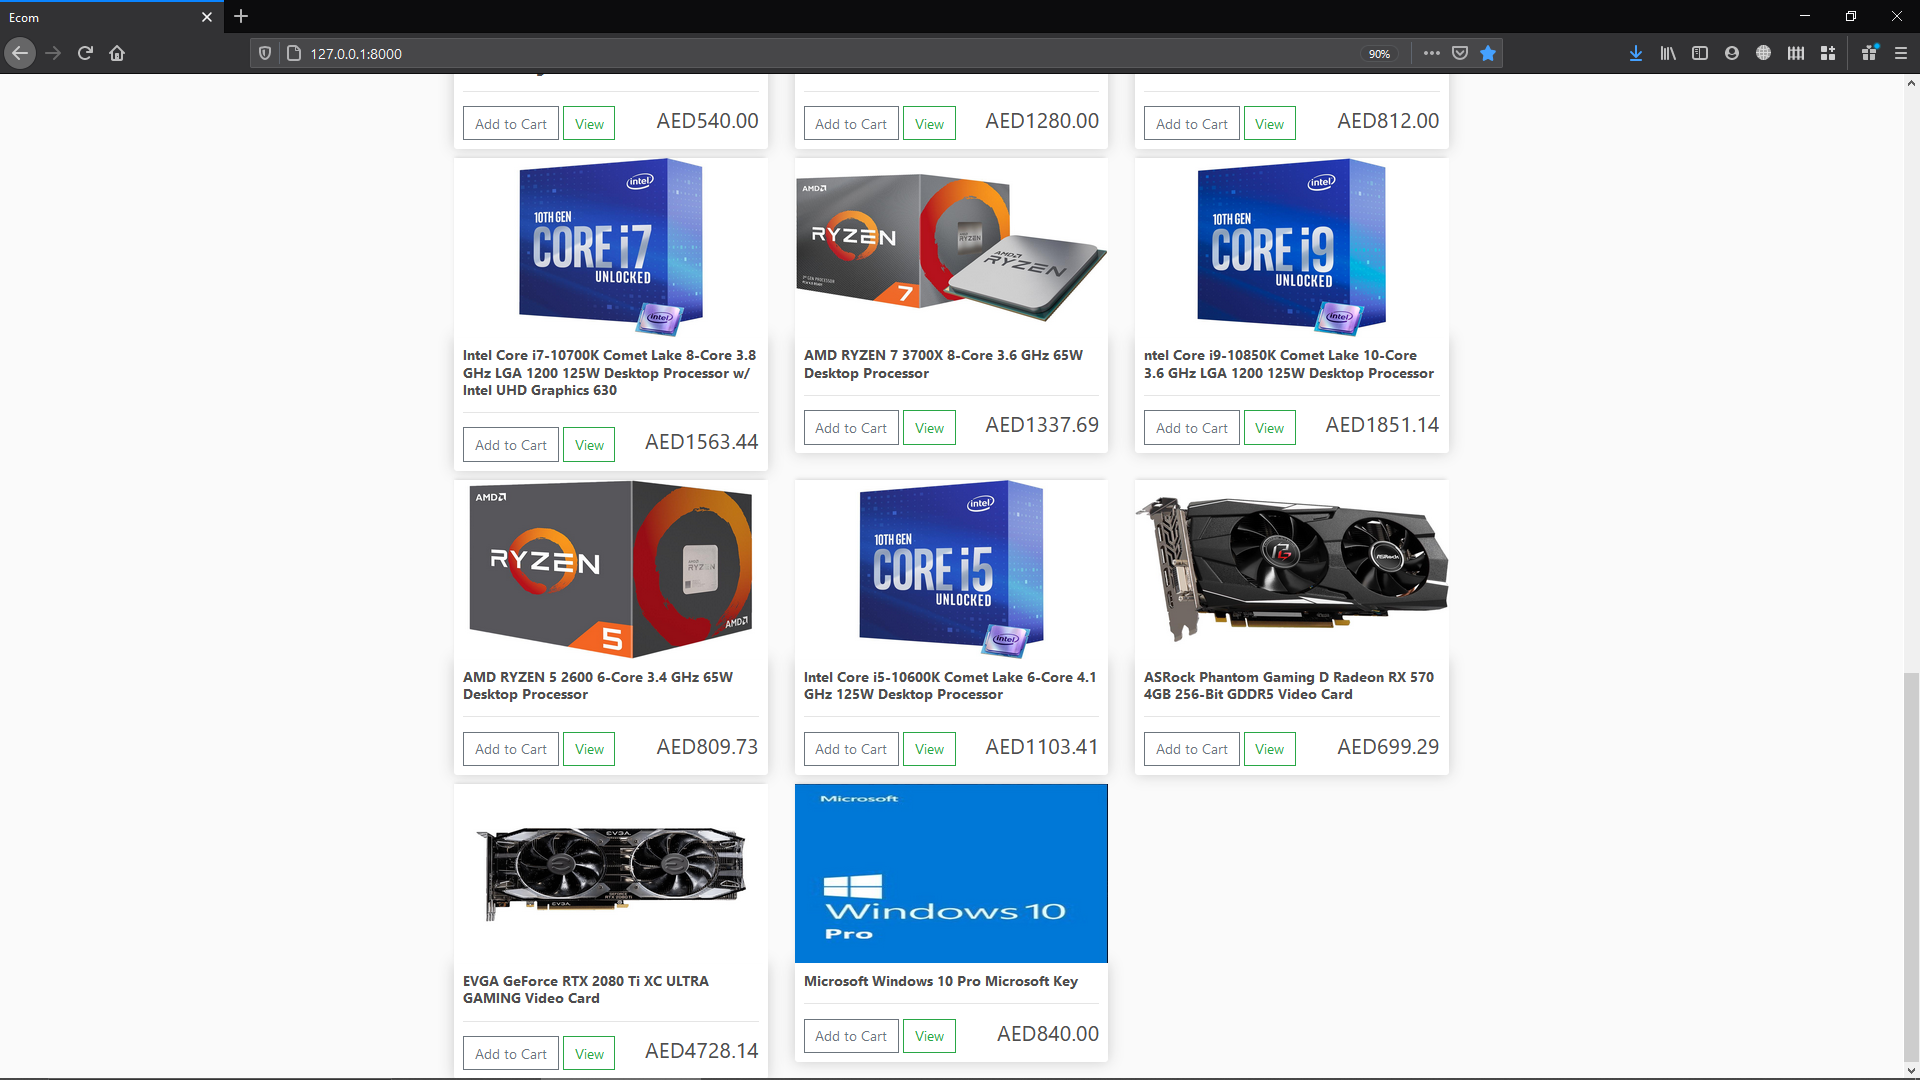 Ecom
127.0.0.1:8000
90%
Add to Cart View AED540.00
Add to Cart View AED1280.00
Add to Cart View AED812.00
intel
10TH GEN
CORE i7
UNLOCKED
intel
Intel Core i7-10700K Comet Lake 8-Core 3.8
GHz LGA 1200 125W Desktop Processor w/
Intel UHD Graphics 630
Add to Cart View AED1563.44
AMD
RYZEN
7
AMD
RYZEN
AMD RYZEN 7 3700X 8-Core 3.6 GHz 65W
Desktop Processor
Add to Cart View AED1337.69
intel
10TH GEN
CORE i9
UNLOCKED
intel
ntel Core i9-10850K Comet Lake 10-Core
3.6 GHz LGA 1200 125W Desktop Processor
Add to Cart View AED1851.14
AMD
RYZEN
RYZEN
5
AMD
AMD RYZEN 5 2600 6-Core 3.4 GHz 65W
Desktop Processor
Add to Cart View AED809.73
intel
10TH GEN
CORE i5
UNLOCKED
intel
Intel Core i5-10600K Comet Lake 6-Core 4.1
GHz 125W Desktop Processor
Add to Cart View AED1103.41
ASRock
ASRock Phantom Gaming D Radeon RX 570
4GB 256-Bit GDDR5 Video Card
Add to Cart View AED699.29
EVGA
EVGA
EVGA GeForce RTX 2080 Ti XC ULTRA
GAMING Video Card
Add to Cart View AED4728.14
Microsoft
Windows 10
Pro
Microsoft Windows 10 Pro Microsoft Key
Add to Cart View AED840.00